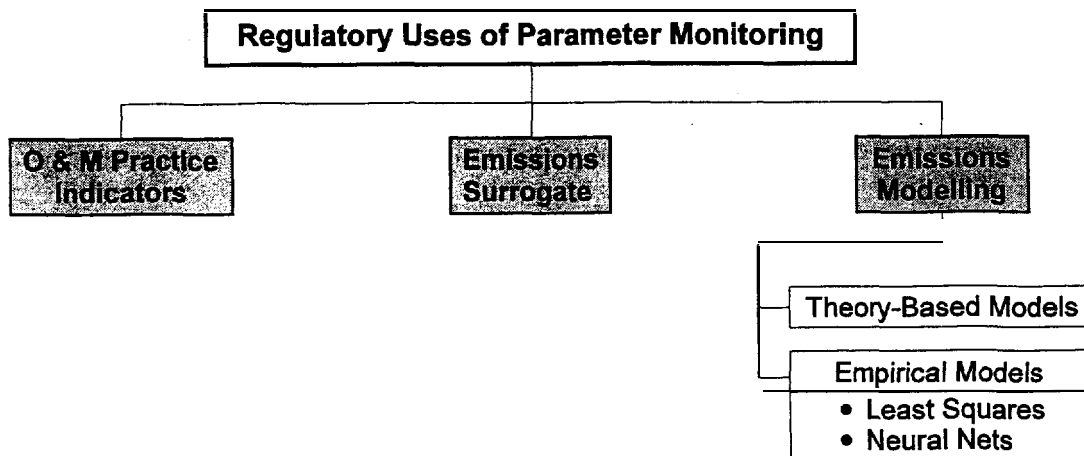 Regulatory Uses of Parameter Monitoring
O & M Practice
Indicators
Emissions
Surrogate
Emissions
Modelling
Theory-Based Models
Empirical Models
• Least Squares
• Neural Nets